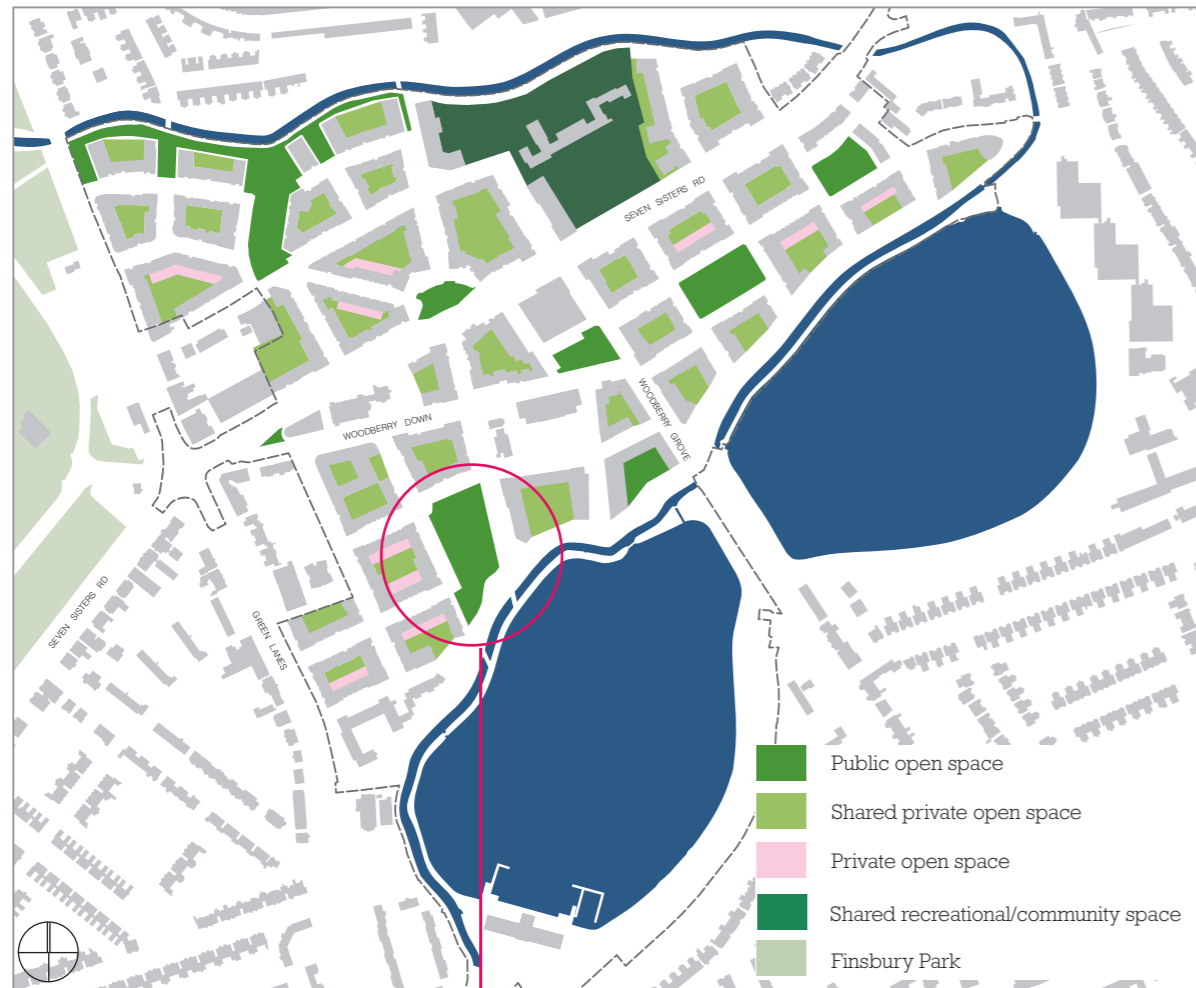 SEVEN SISTERS RD
WOODBERRY DOWN
WOODBERRY GROVE
SEVEN SISTERS RD
GREEN LANES
Public open space
Shared private open space
Private open space
Shared recreational/community space
Finsbury Park